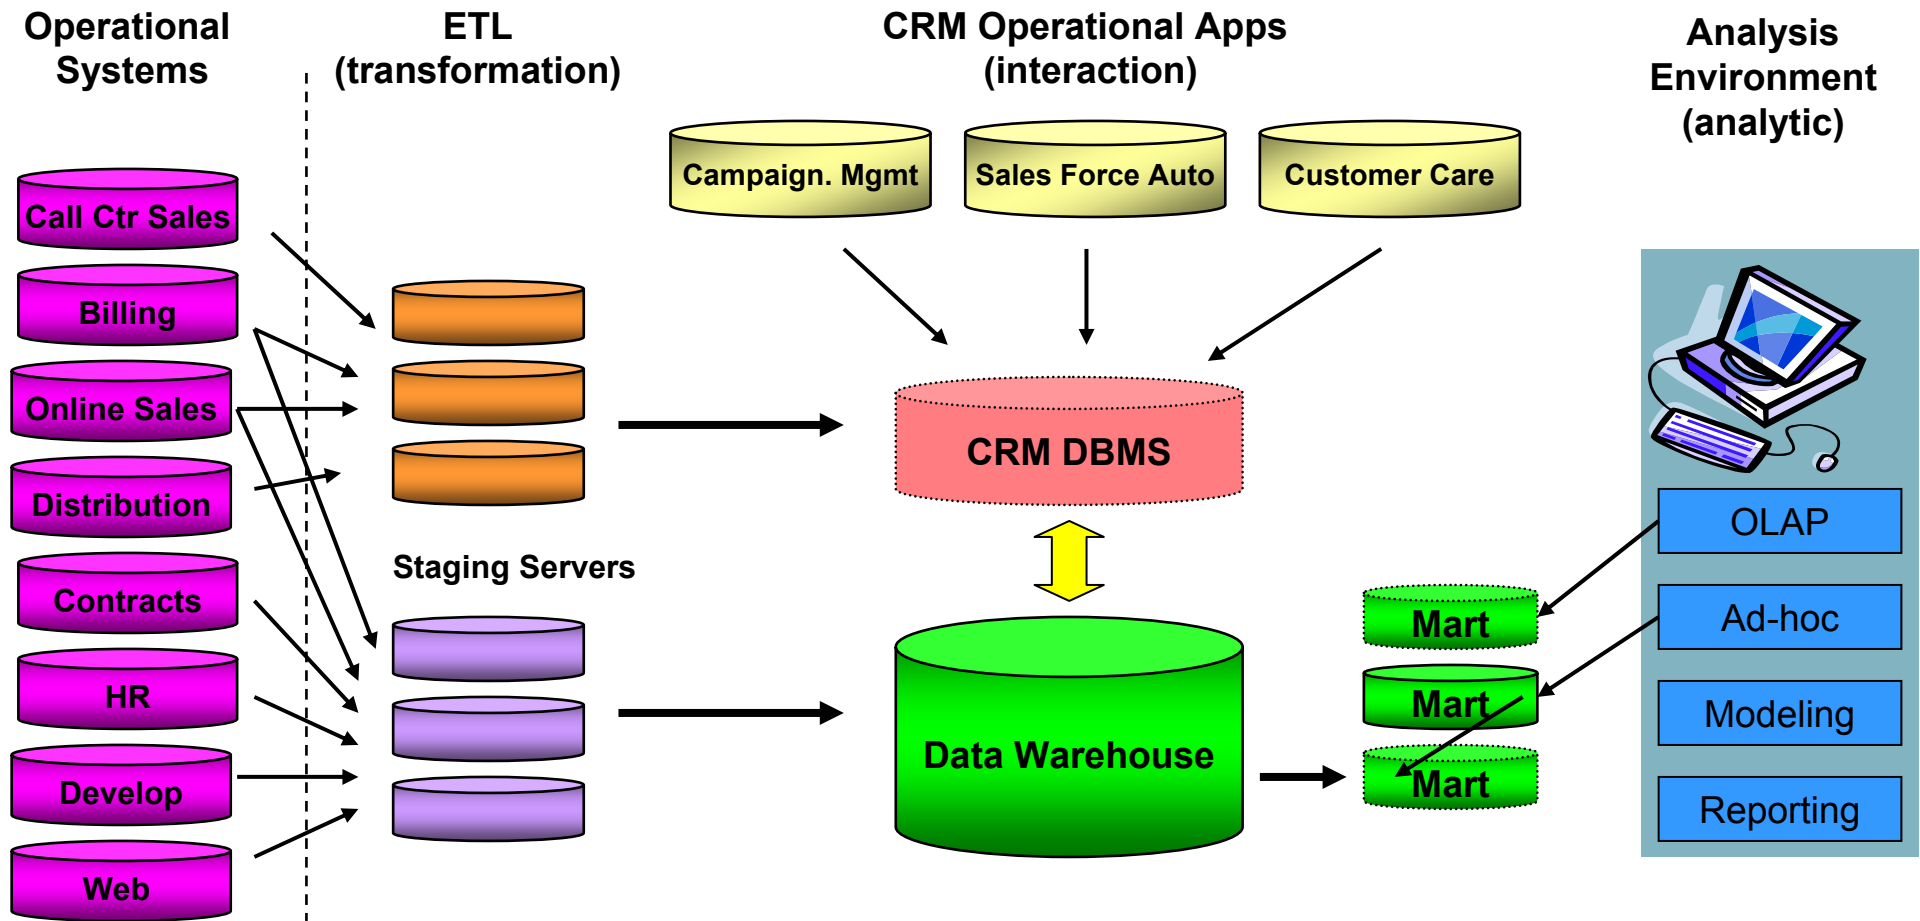 Operational
Systems
ETL
(transformation)
CRM Operational Apps
(interaction)
Analysis
Environment
(analytic)
Campaign. Mgmt
Sales Force Auto
Customer Care
Call Ctr Sales
Billing
Online Sales
Distribution
Contracts
HR
Develop
Web
Staging Servers
CRM DBMS
Data Warehouse
Mart
Mart
Mart
OLAP
Ad-hoc
Modeling
Reporting